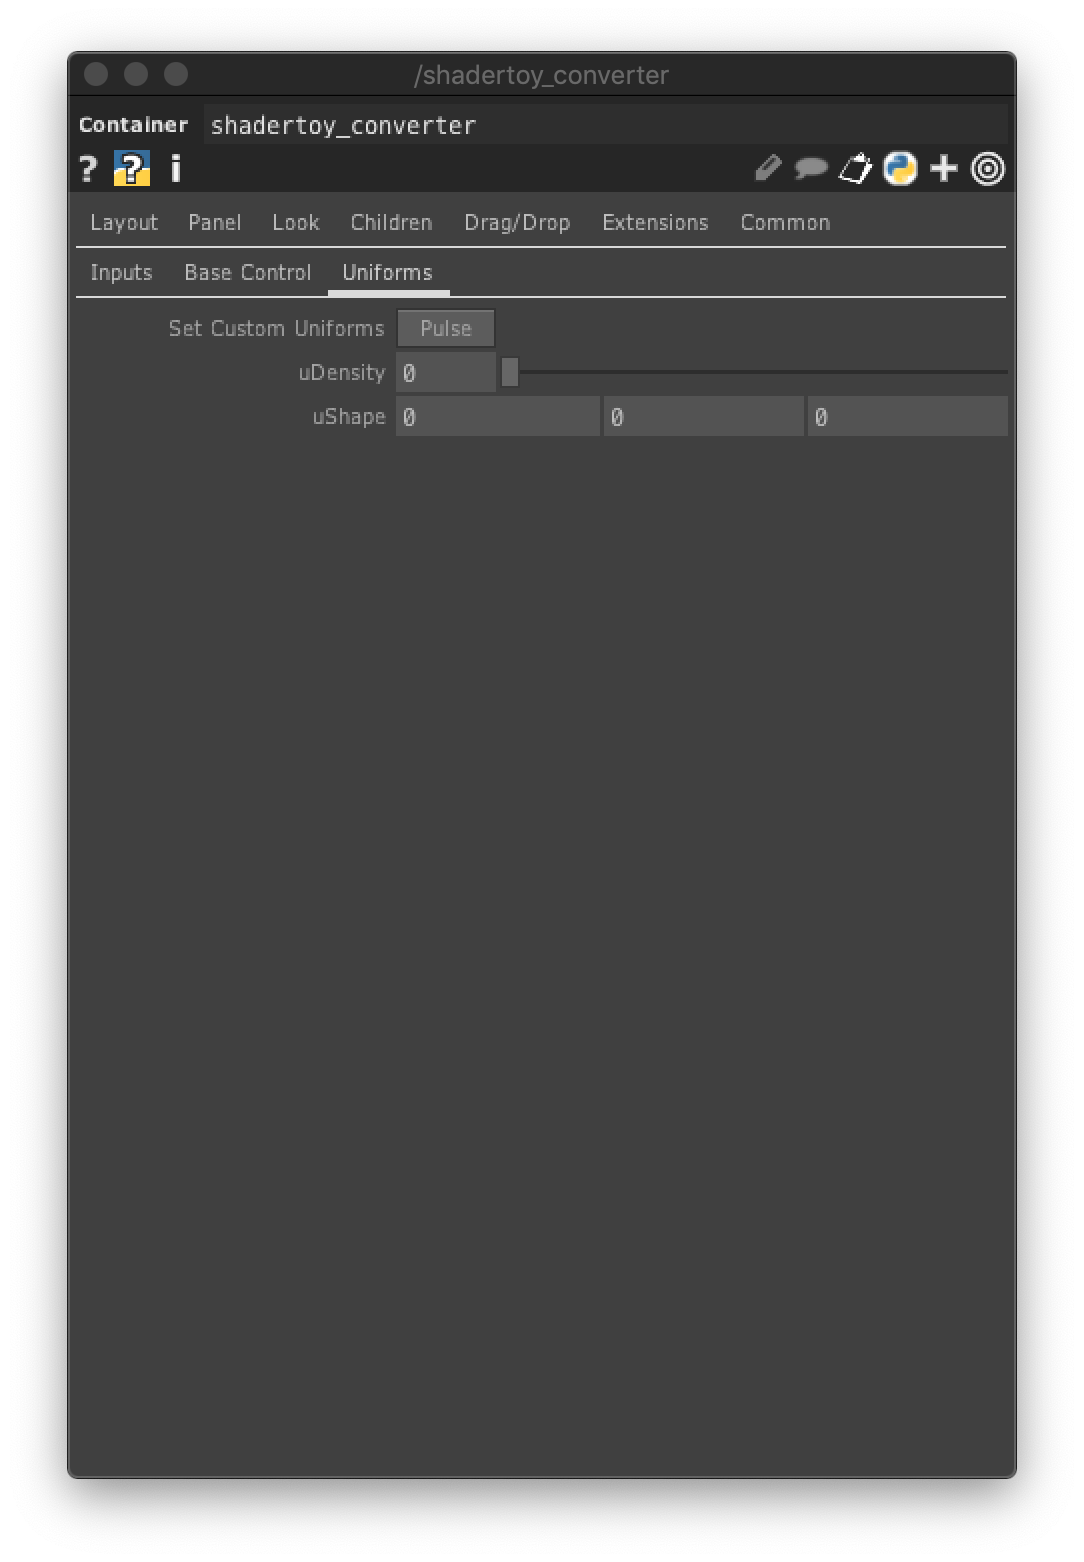 /shadertoy_converter
Container shadertoy_converter
? ? i
Layout Panel Look Children Drag/Drop Extensions Common
Inputs Base Control Uniforms
Set Custom Uniforms Pulse
uDensity 0
uShape 0 0 0